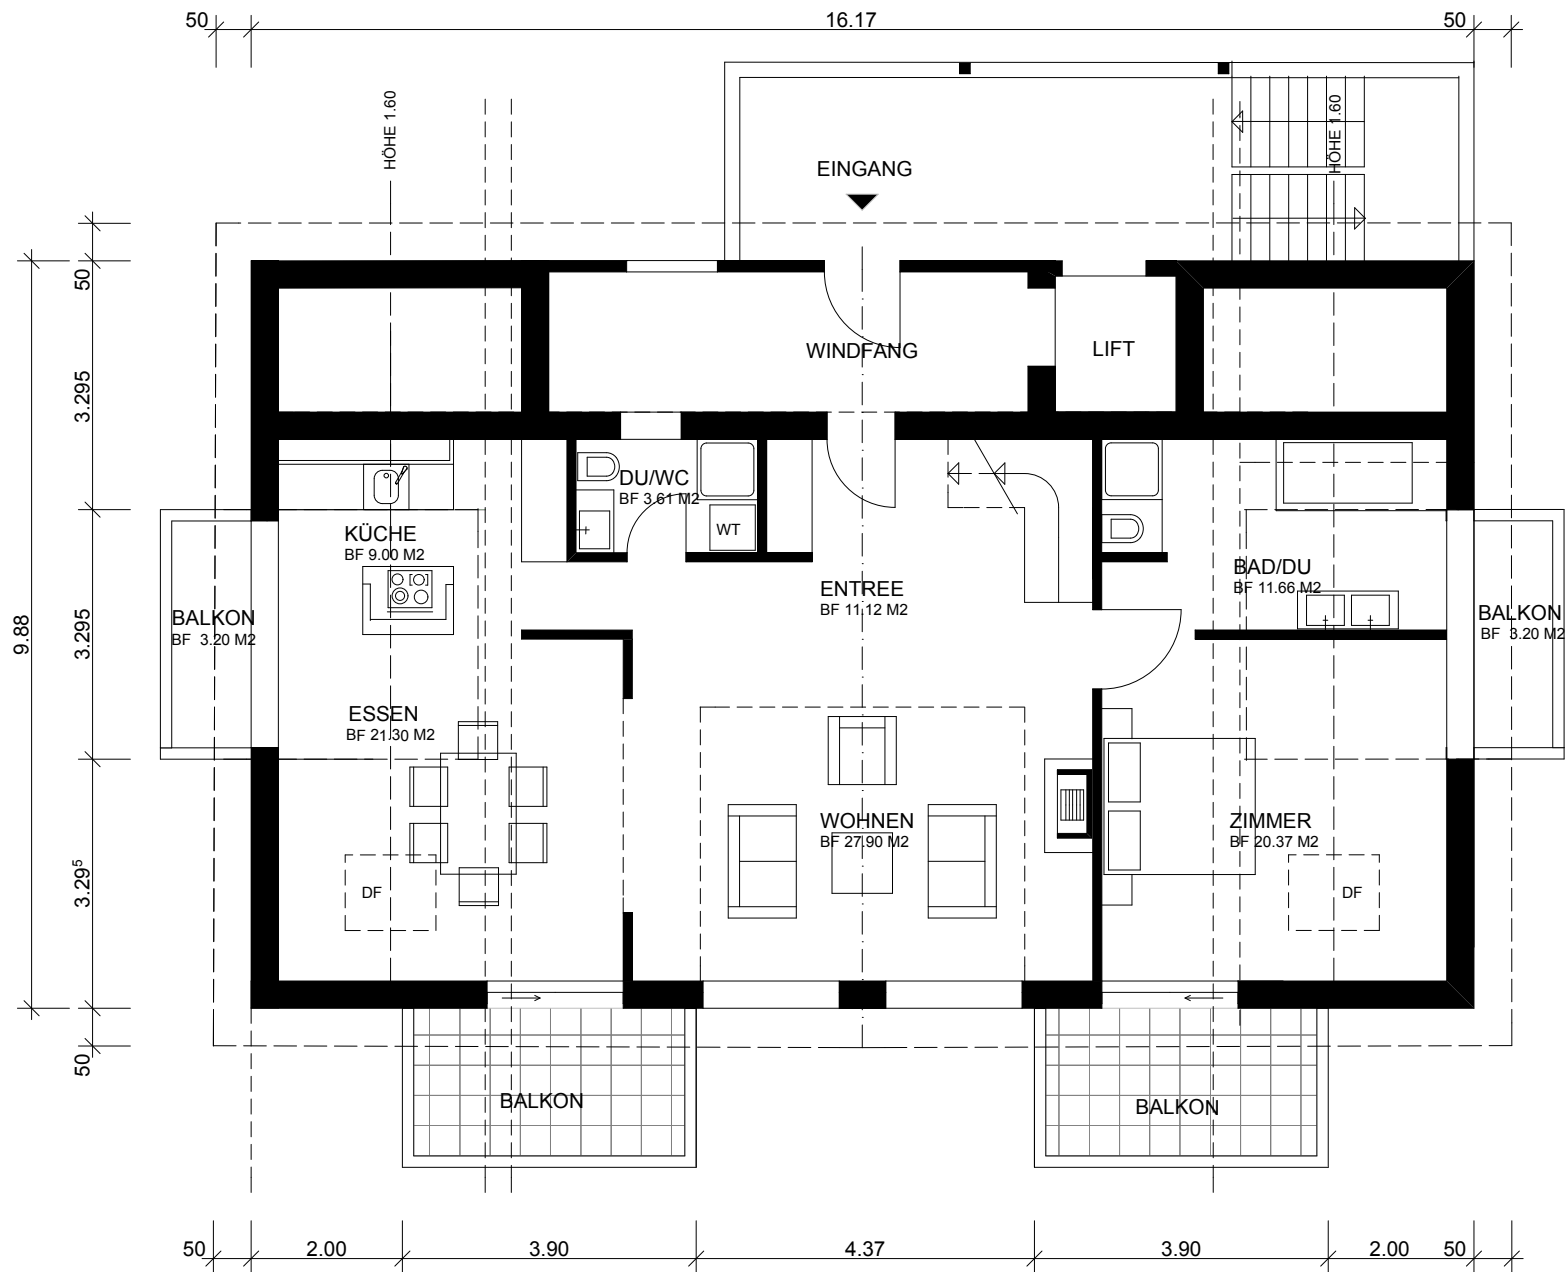 50
16.17
50
HÖHE 1.60
HÖHE 1.60
EINGANG
50
3.295
3.295
3.29⁵
50
9.88
WINDFANG
LIFT
DU/WC
BF 3.61 M2
WT
KÜCHE
BF 9.00 M2
ENTREE
BF 11.12 M2
BAD/DU
BF 11.66 M2
BALKON
BF 3.20 M2
BALKON
BF 3.20 M2
ESSEN
BF 21.30 M2
WOHNEN
BF 27.90 M2
ZIMMER
BF 20.37 M2
DF
DF
BALKON
BALKON
50
2.00
3.90
4.37
3.90
2.00
50